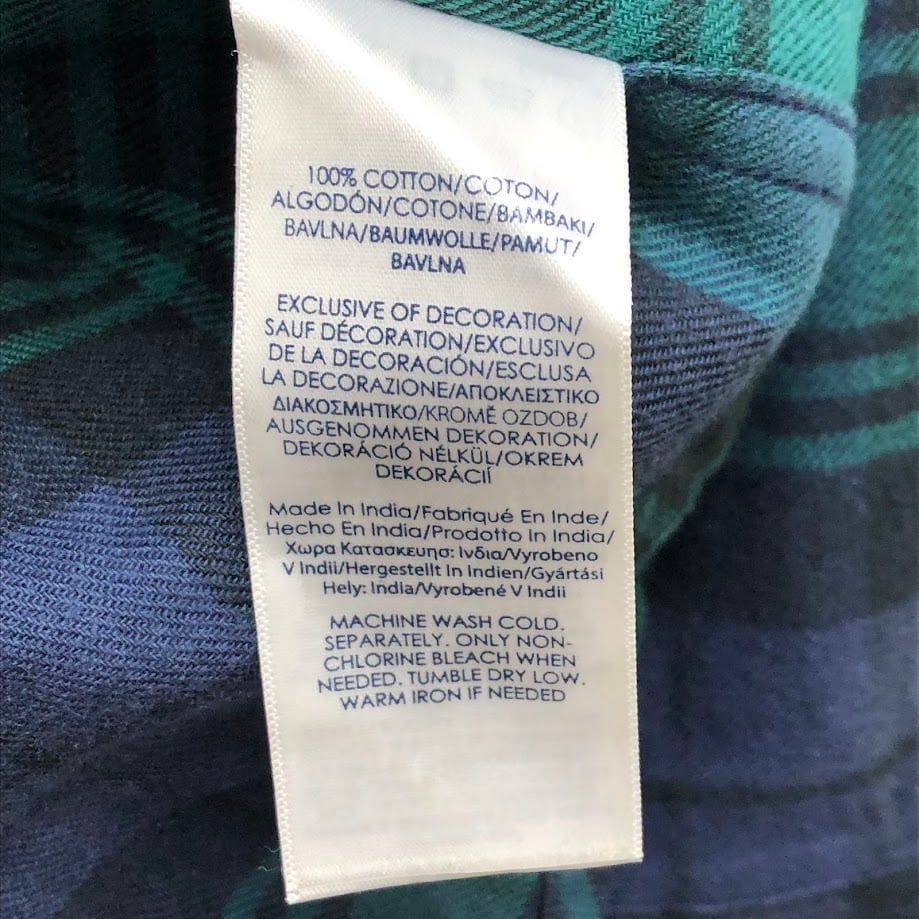 100% COTTON/COTON/
ALGODÓN/COTONE/BAMBAKI/
BAVLNA/BAUMWOLLE/PAMUT/
BAVLNA
EXCLUSIVE OF DECORATION/
SAUF DÉCORATION/EXCLUSIVO
DE LA DECORACIÓN/ESCLUSA
LA DECORAZIONE/ΑΠΟΚΛΕΙΣΤΙΚΟ
ΔΙΑΚΟΣΜΗΤΙΚΟ/KROMĚ OZDOB/
AUSGENOMMEN DEKORATION/
DEKORÁCIÓ NÉLKÜL/OKREM
DEKORÁCIÍ
Made In India/Fabriqué En Inde/
Hecho En India/Prodotto In India/
Χωρα Κατασκευησ: Ινδια/Vyrobeno
V Indii/Hergestellt In Indien/Gyártási
Hely: India/Vyrobené V Indii
MACHINE WASH COLD.
SEPARATELY. ONLY NON-
CHLORINE BLEACH WHEN
NEEDED. TUMBLE DRY LOW.
WARM IRON IF NEEDED